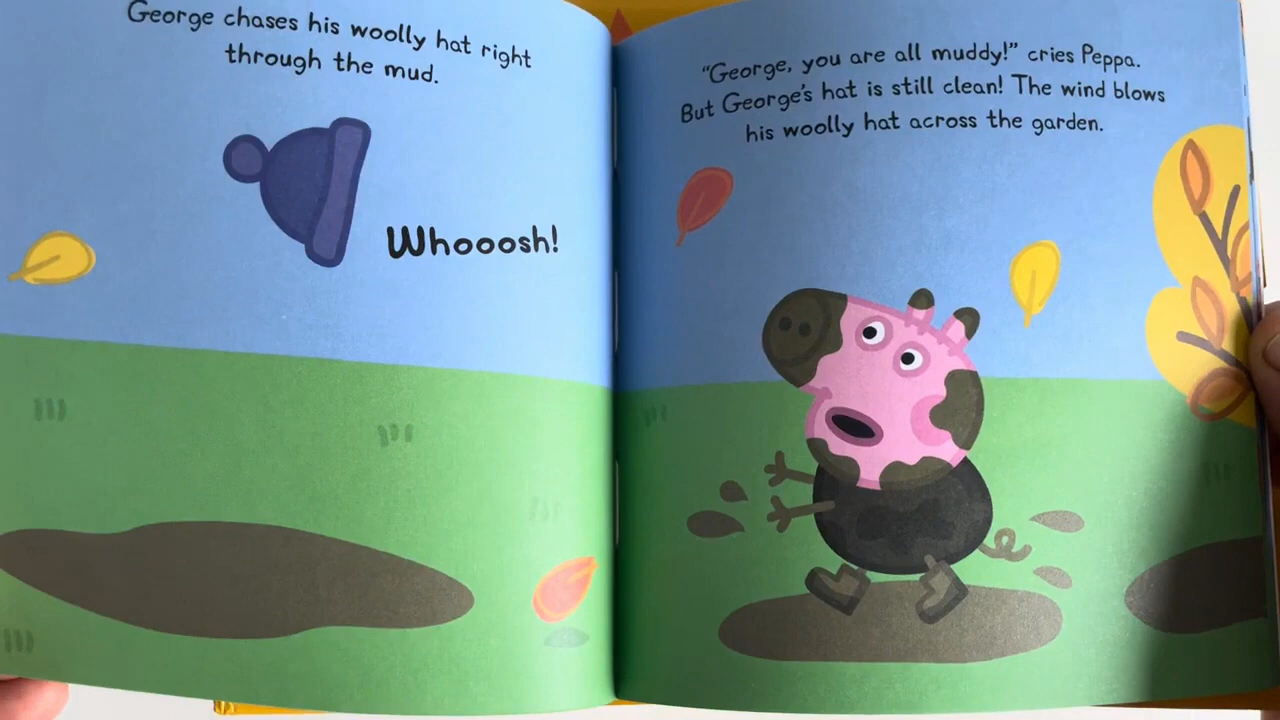 George chases his woolly hat right
through the mud.
Whooosh!
“George, you are all muddy!” cries Peppa.
But George's hat is still clean! The wind blows
his woolly hat across the garden.